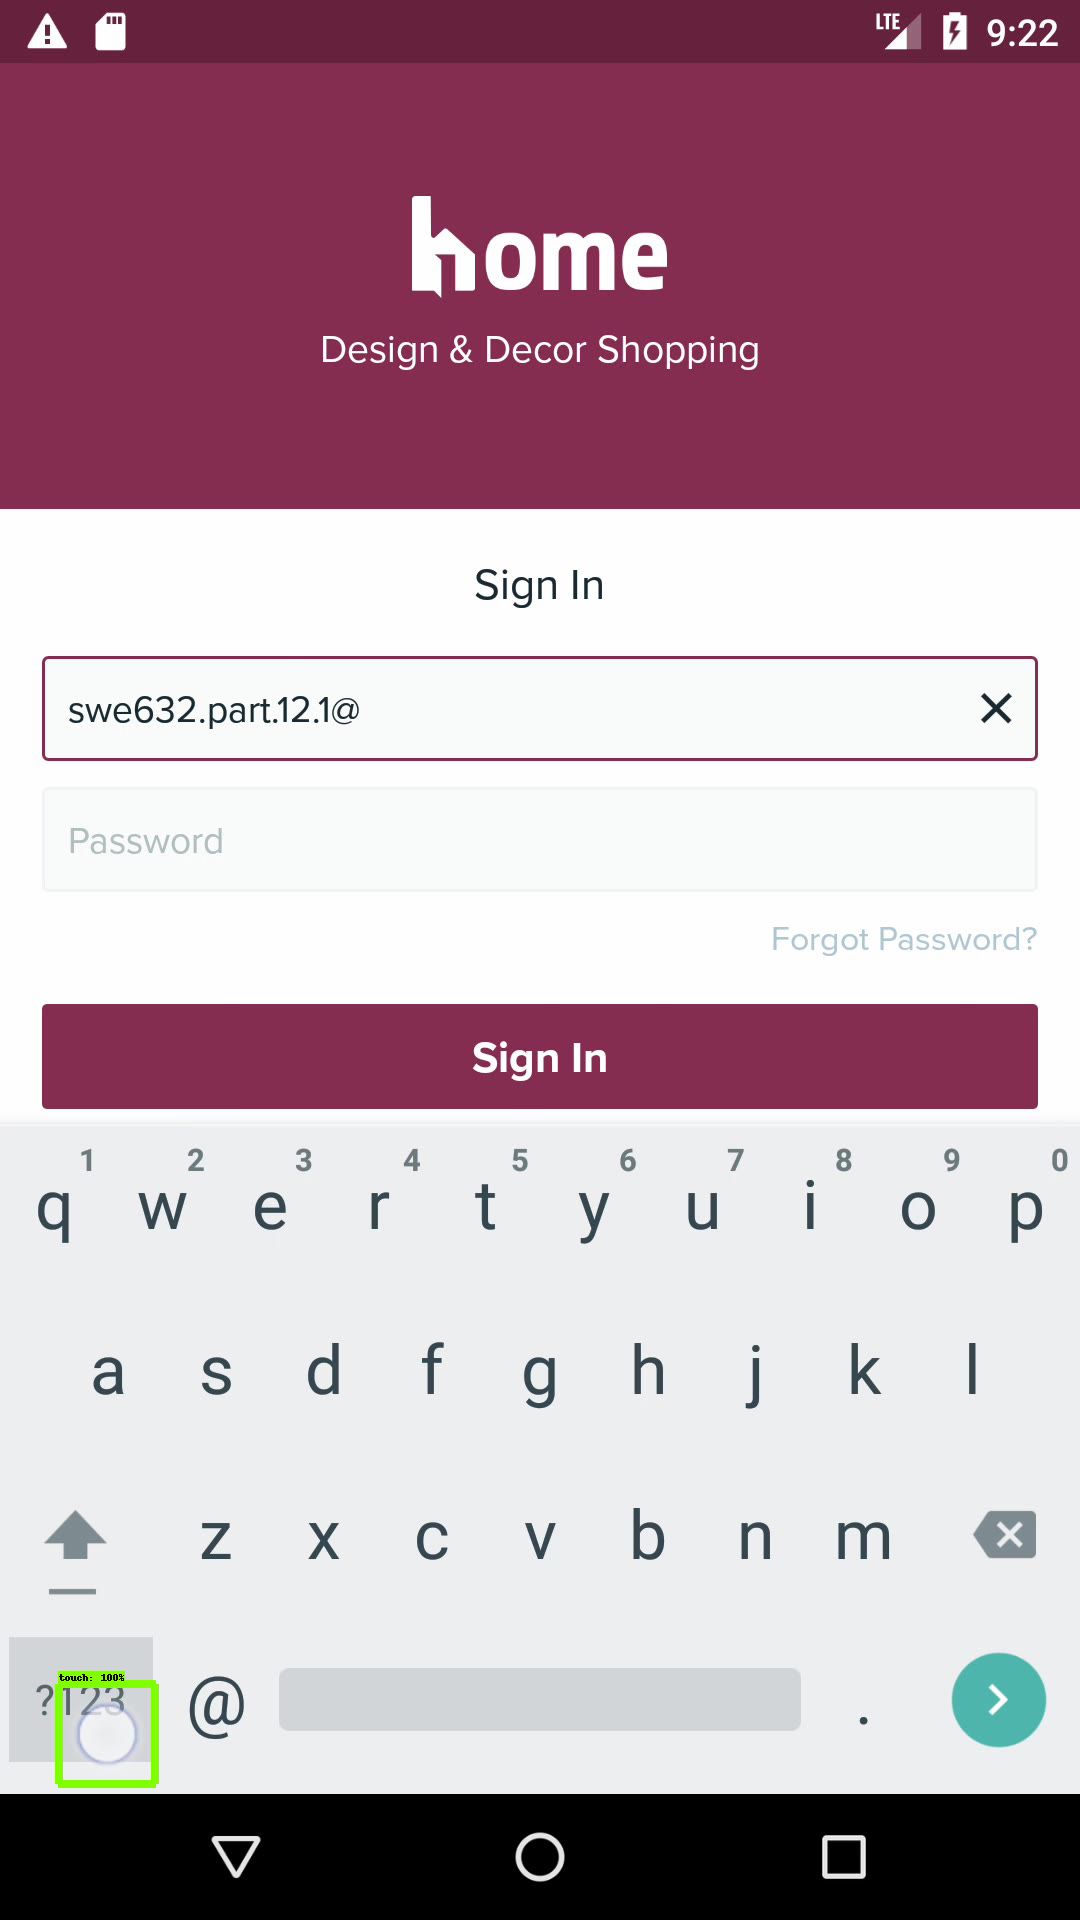 LTE 9:22
home
Design & Decor Shopping
Sign In
swe632.part.12.1@
Password
Forgot Password?
Sign In
1 2 3 4 5 6 7 8 9 0
q w e r t y u i o p
a s d f g h j k l
z x c v b n m
touch: 100%
?123 @ .